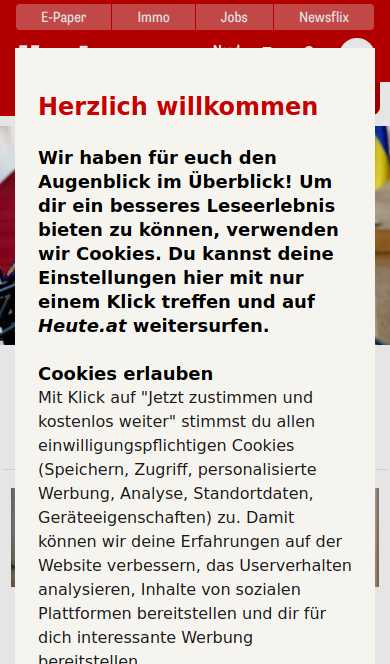 E-Paper Immo Jobs Newsflix
Herzlich willkommen
Wir haben für euch den
Augenblick im Überblick! Um
dir ein besseres Leseerlebnis
bieten zu können, verwenden
wir Cookies. Du kannst deine
Einstellungen hier mit nur
einem Klick treffen und auf
Heute.at weitersurfen.
Cookies erlauben
Mit Klick auf "Jetzt zustimmen und
kostenlos weiter" stimmst du allen
einwilligungspflichtigen Cookies
(Speichern, Zugriff, personalisierte
Werbung, Analyse, Standortdaten,
Geräteeigenschaften) zu. Damit
können wir deine Erfahrungen auf der
Website verbessern, das Userverhalten
analysieren, Inhalte von sozialen
Plattformen bereitstellen und dir für
dich interessante Werbung
bereitstellen